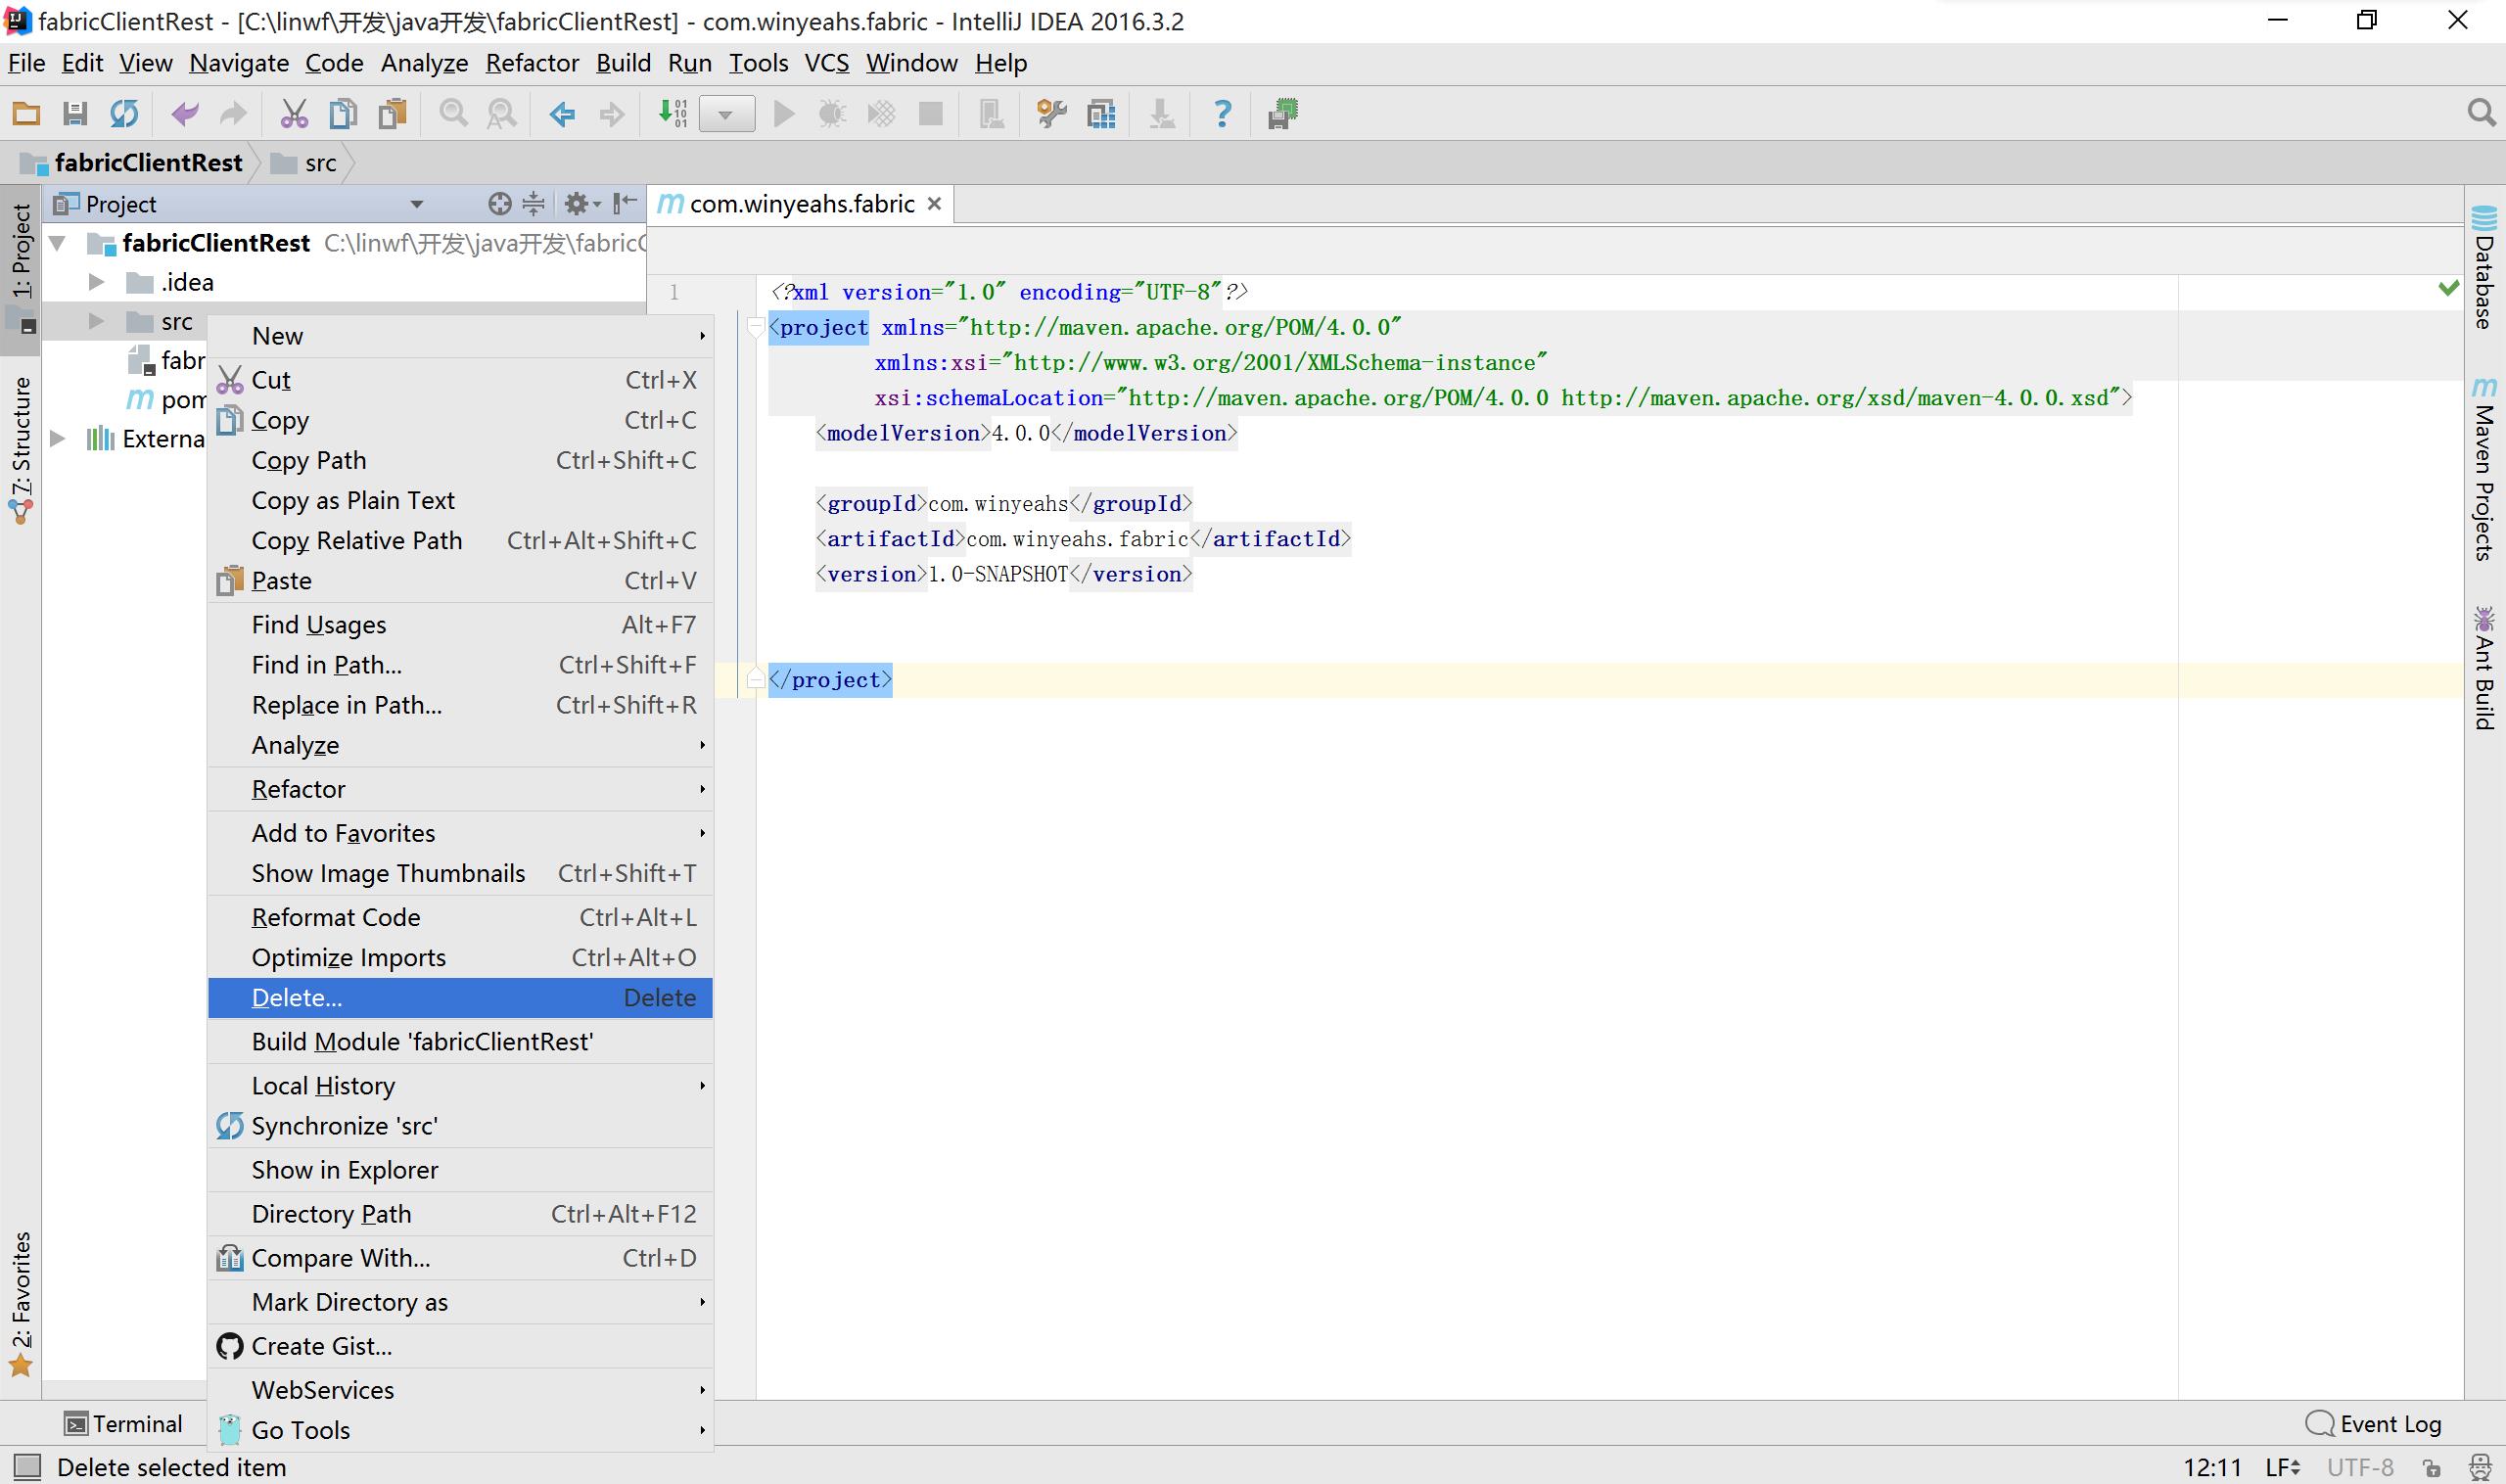 fabricClientRest - [C:\linwf\开发\java开发\fabricClientRest] - com.winyeahs.fabric - IntelliJ IDEA 2016.3.2
File Edit View Navigate Code Analyze Refactor Build Run Tools VCS Window Help
fabricClientRest src
1: Project
7: Structure
2: Favorites
Project
fabricClientRest C:\linwf\开发\java开发\fabricC
.idea
src
fabr
pom
Externa
New
Cut Ctrl+X
Copy Ctrl+C
Copy Path Ctrl+Shift+C
Copy as Plain Text
Copy Relative Path Ctrl+Alt+Shift+C
Paste Ctrl+V
Find Usages Alt+F7
Find in Path... Ctrl+Shift+F
Replace in Path... Ctrl+Shift+R
Analyze
Refactor
Add to Favorites
Show Image Thumbnails Ctrl+Shift+T
Reformat Code Ctrl+Alt+L
Optimize Imports Ctrl+Alt+O
Delete... Delete
Build Module 'fabricClientRest'
Local History
Synchronize 'src'
Show in Explorer
Directory Path Ctrl+Alt+F12
Compare With... Ctrl+D
Mark Directory as
Create Gist...
WebServices
Go Tools
com.winyeahs.fabric
1 <?xml version="1.0" encoding="UTF-8"?>
<project xmlns="http://maven.apache.org/POM/4.0.0"
xmlns:xsi="http://www.w3.org/2001/XMLSchema-instance"
xsi:schemaLocation="http://maven.apache.org/POM/4.0.0 http://maven.apache.org/xsd/maven-4.0.0.xsd">
<modelVersion>4.0.0</modelVersion>
<groupId>com.winyeahs</groupId>
<artifactId>com.winyeahs.fabric</artifactId>
<version>1.0-SNAPSHOT</version>
</project>
Database
Maven Projects
Ant Build
Terminal
Event Log
Delete selected item
12:11 LF UTF-8